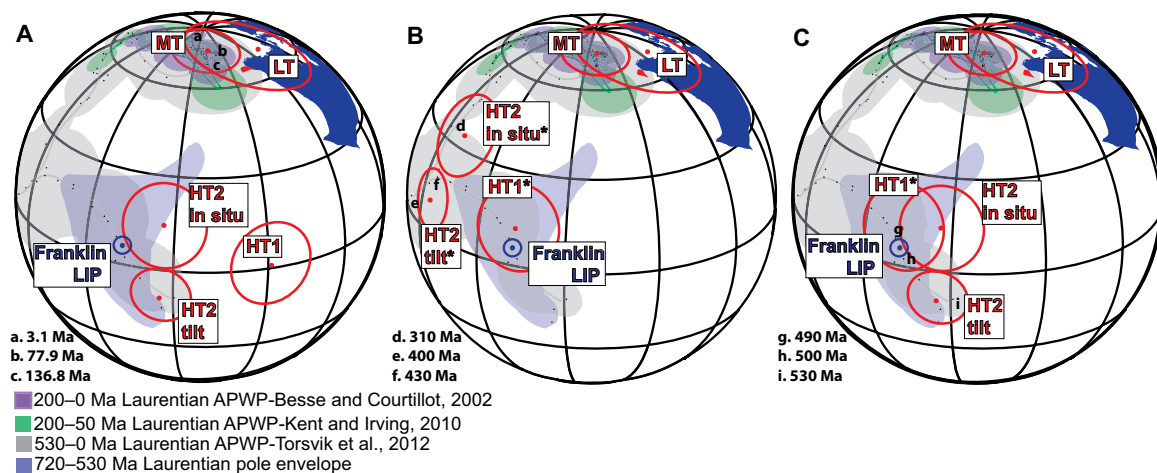 A
MT
a
b
c
LT
HT2
in situ
HT1
Franklin
LIP
HT2
tilt
a. 3.1 Ma
b. 77.9 Ma
c. 136.8 Ma
B
MT
LT
HT2
in situ*
d
f
e
HT1*
HT2
tilt*
Franklin
LIP
d. 310 Ma
e. 400 Ma
f. 430 Ma
C
MT
LT
HT1*
HT2
in situ
g
h
Franklin
LIP
i
HT2
tilt
g. 490 Ma
h. 500 Ma
i. 530 Ma
200–0 Ma Laurentian APWP-Besse and Courtillot, 2002
200–50 Ma Laurentian APWP-Kent and Irving, 2010
530–0 Ma Laurentian APWP-Torsvik et al., 2012
720–530 Ma Laurentian pole envelope